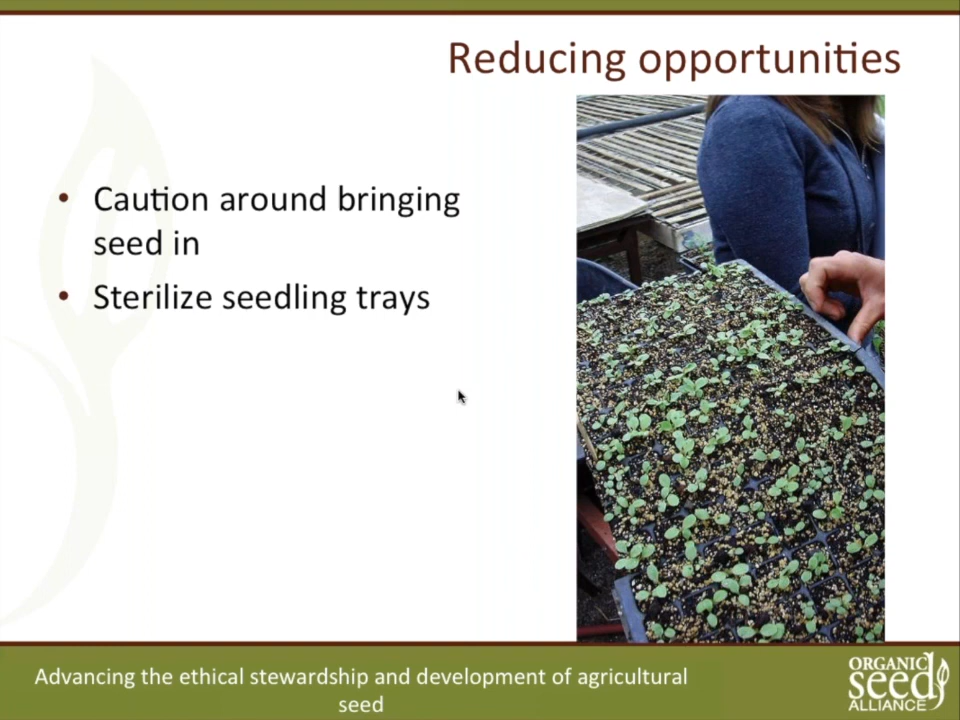 Reducing opportunities
• Caution around bringing
seed in
• Sterilize seedling trays
Advancing the ethical stewardship and development of agricultural
seed
ORGANIC
seed
ALLIANCE